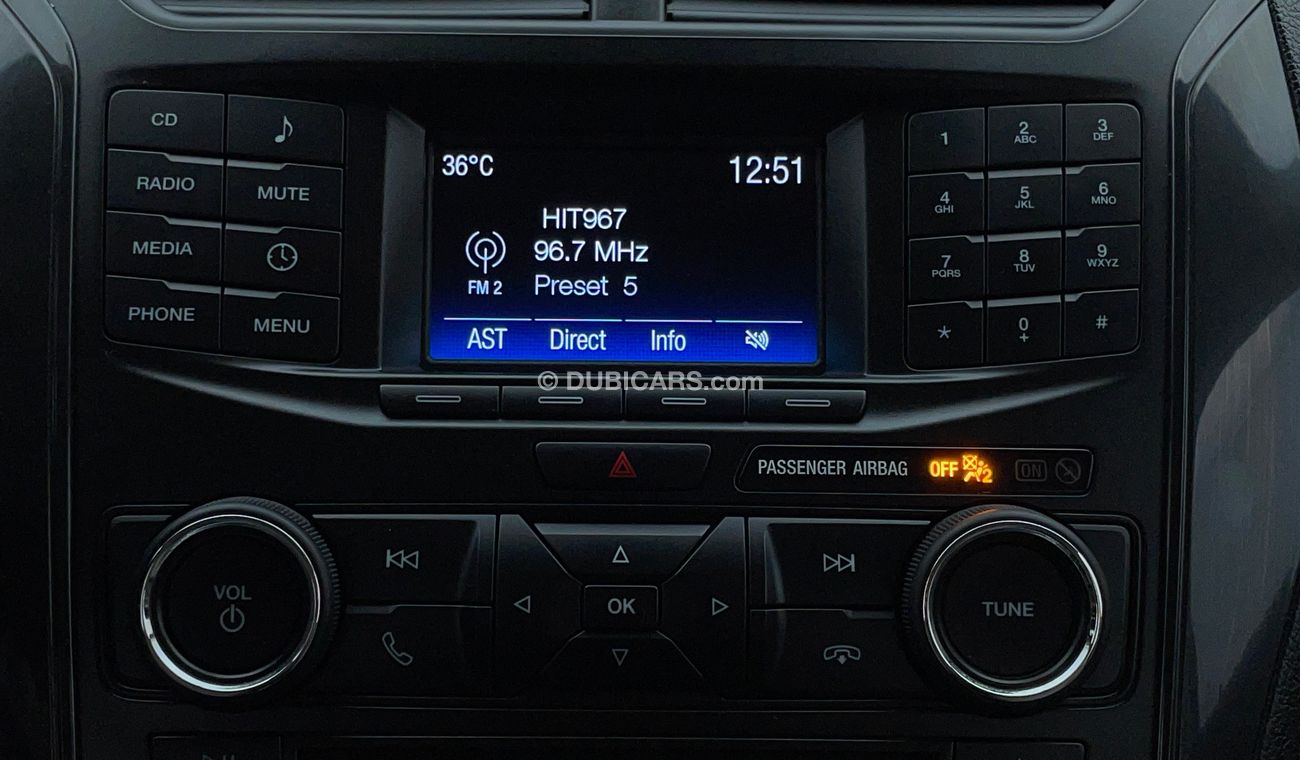 CD
RADIO
MUTE
MEDIA
PHONE
MENU
36°C
12:51
HIT967
96.7 MHz
FM 2
Preset 5
AST Direct Info
1
2 ABC
3 DEF
4 GHI
5 JKL
6 MNO
7 PQRS
8 TUV
9 WXYZ
*
0 +
#
© DUBICARS.com
PASSENGER AIRBAG OFF 2 ON
VOL
OK
TUNE